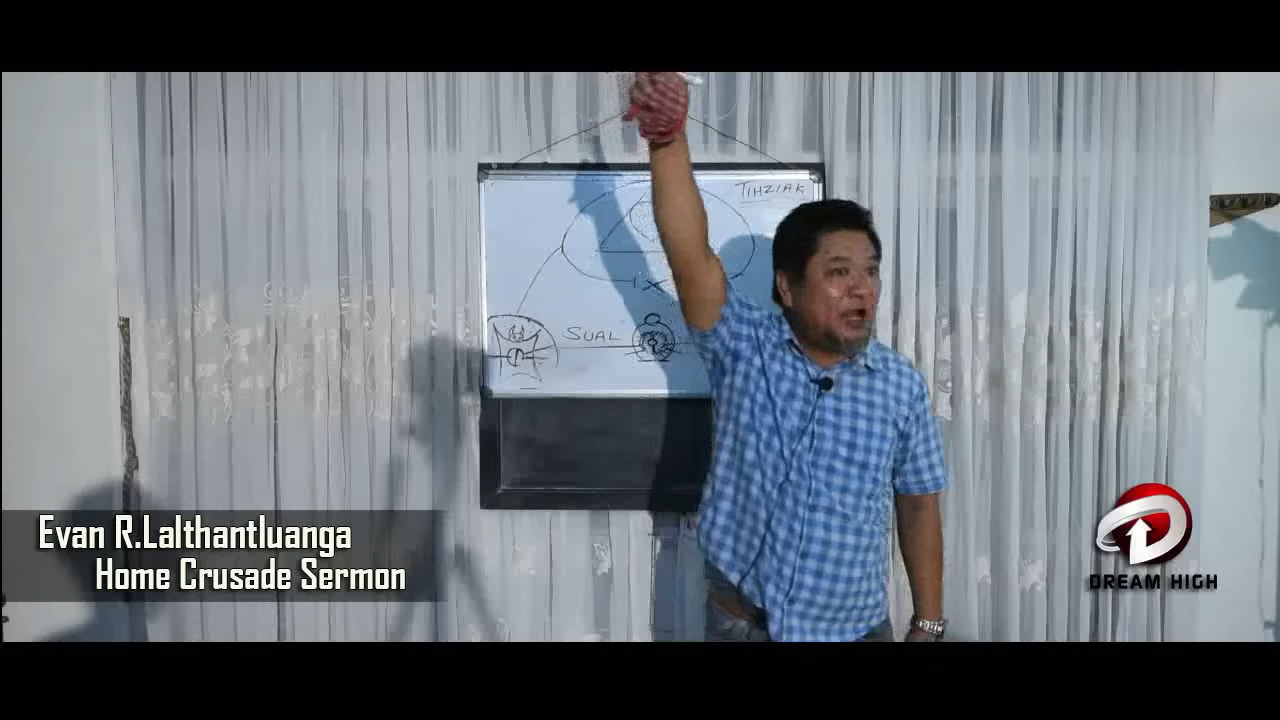 TIHZIAK
SUAL
Evan R.Lalthantluanga
Home Crusade Sermon
DREAM HIGH